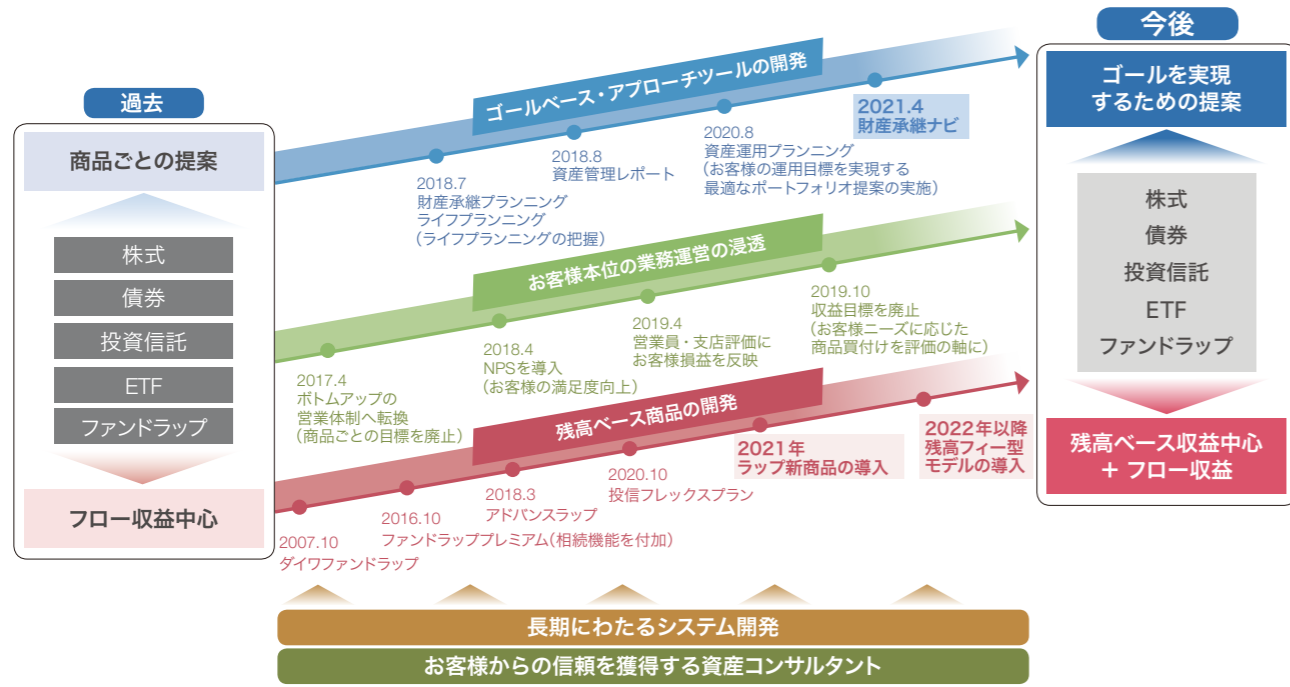 過去
商品ごとの提案
株式
債券
投資信託
ETF
ファンドラップ
フロー収益中心
ゴールベース・アプローチツールの開発
2018.7
財産承継プランニング
ライフプランニング
(ライフプランニングの把握)
2018.8
資産管理レポート
2020.8
資産運用プランニング
(お客様の運用目標を実現する
最適なポートフォリオ提案の実施)
2021.4
財産承継ナビ
お客様本位の業務運営の浸透
2017.4
ボトムアップの
営業体制へ転換
(商品ごとの目標を廃止)
2018.4
NPSを導入
(お客様の満足度向上)
2019.4
営業員・支店評価に
お客様損益を反映
2019.10
収益目標を廃止
(お客様ニーズに応じた
商品買付けを評価の軸に)
残高ベース商品の開発
2007.10
ダイワファンドラップ
2016.10
ファンドラッププレミアム(相続機能を付加)
2018.3
アドバンスラップ
2020.10
投信フレックスプラン
2021年
ラップ新商品の導入
2022年以降
残高フィー型
モデルの導入
今後
ゴールを実現
するための提案
株式
債券
投資信託
ETF
ファンドラップ
残高ベース収益中心
+ フロー収益
長期にわたるシステム開発
お客様からの信頼を獲得する資産コンサルタント